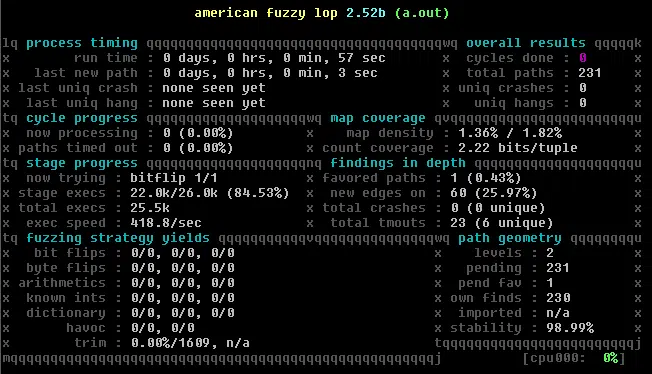 american fuzzy lop 2.52b (a.out)
lq process timing qqqqqqqqqqqqqqqqqqqqqqqqqqqqqqqqqqqqqwq overall results qqqqqk
x run time : 0 days, 0 hrs, 0 min, 57 sec x cycles done : 0 x
x last new path : 0 days, 0 hrs, 0 min, 3 sec x total paths : 231 x
x last uniq crash : none seen yet x uniq crashes : 0 x
x last uniq hang : none seen yet x uniq hangs : 0 x
tq cycle progress qqqqqqqqqqqqqqqqqqqqwq map coverage qvqqqqqqqqqqqqqqqqqqqqqqu
x now processing : 0 (0.00%) x map density : 1.36% / 1.82% x
x paths timed out : 0 (0.00%) x count coverage : 2.22 bits/tuple x
tq stage progress qqqqqqqqqqqqqqqqqqqqnq findings in depth qqqqqqqqqqqqqqqqqqqqu
x now trying : bitflip 1/1 x favored paths : 1 (0.43%) x
x stage execs : 22.0k/26.0k (84.53%) x new edges on : 60 (25.97%) x
x total execs : 25.5k x total crashes : 0 (0 unique) x
x exec speed : 418.8/sec x total tmouts : 23 (6 unique) x
tq fuzzing strategy yields qqqqqqqqqqqvqqqqqqqqqqqqqqqqwq path geometry qqqqqqqqu
x bit flips : 0/0, 0/0, 0/0 x levels : 2 x
x byte flips : 0/0, 0/0, 0/0 x pending : 231 x
x arithmetics : 0/0, 0/0, 0/0 x pend fav : 1 x
x known ints : 0/0, 0/0, 0/0 x own finds : 230 x
x dictionary : 0/0, 0/0, 0/0 x imported : n/a x
x havoc : 0/0, 0/0 x stability : 98.99% x
x trim : 0.00%/1609, n/a tqqqqqqqqqqqqqqqqqqqqqqqj
mqqqqqqqqqqqqqqqqqqqqqqqqqqqqqqqqqqqqqqqqqqqqqqqqqqqqqj [cpu000: 0%]